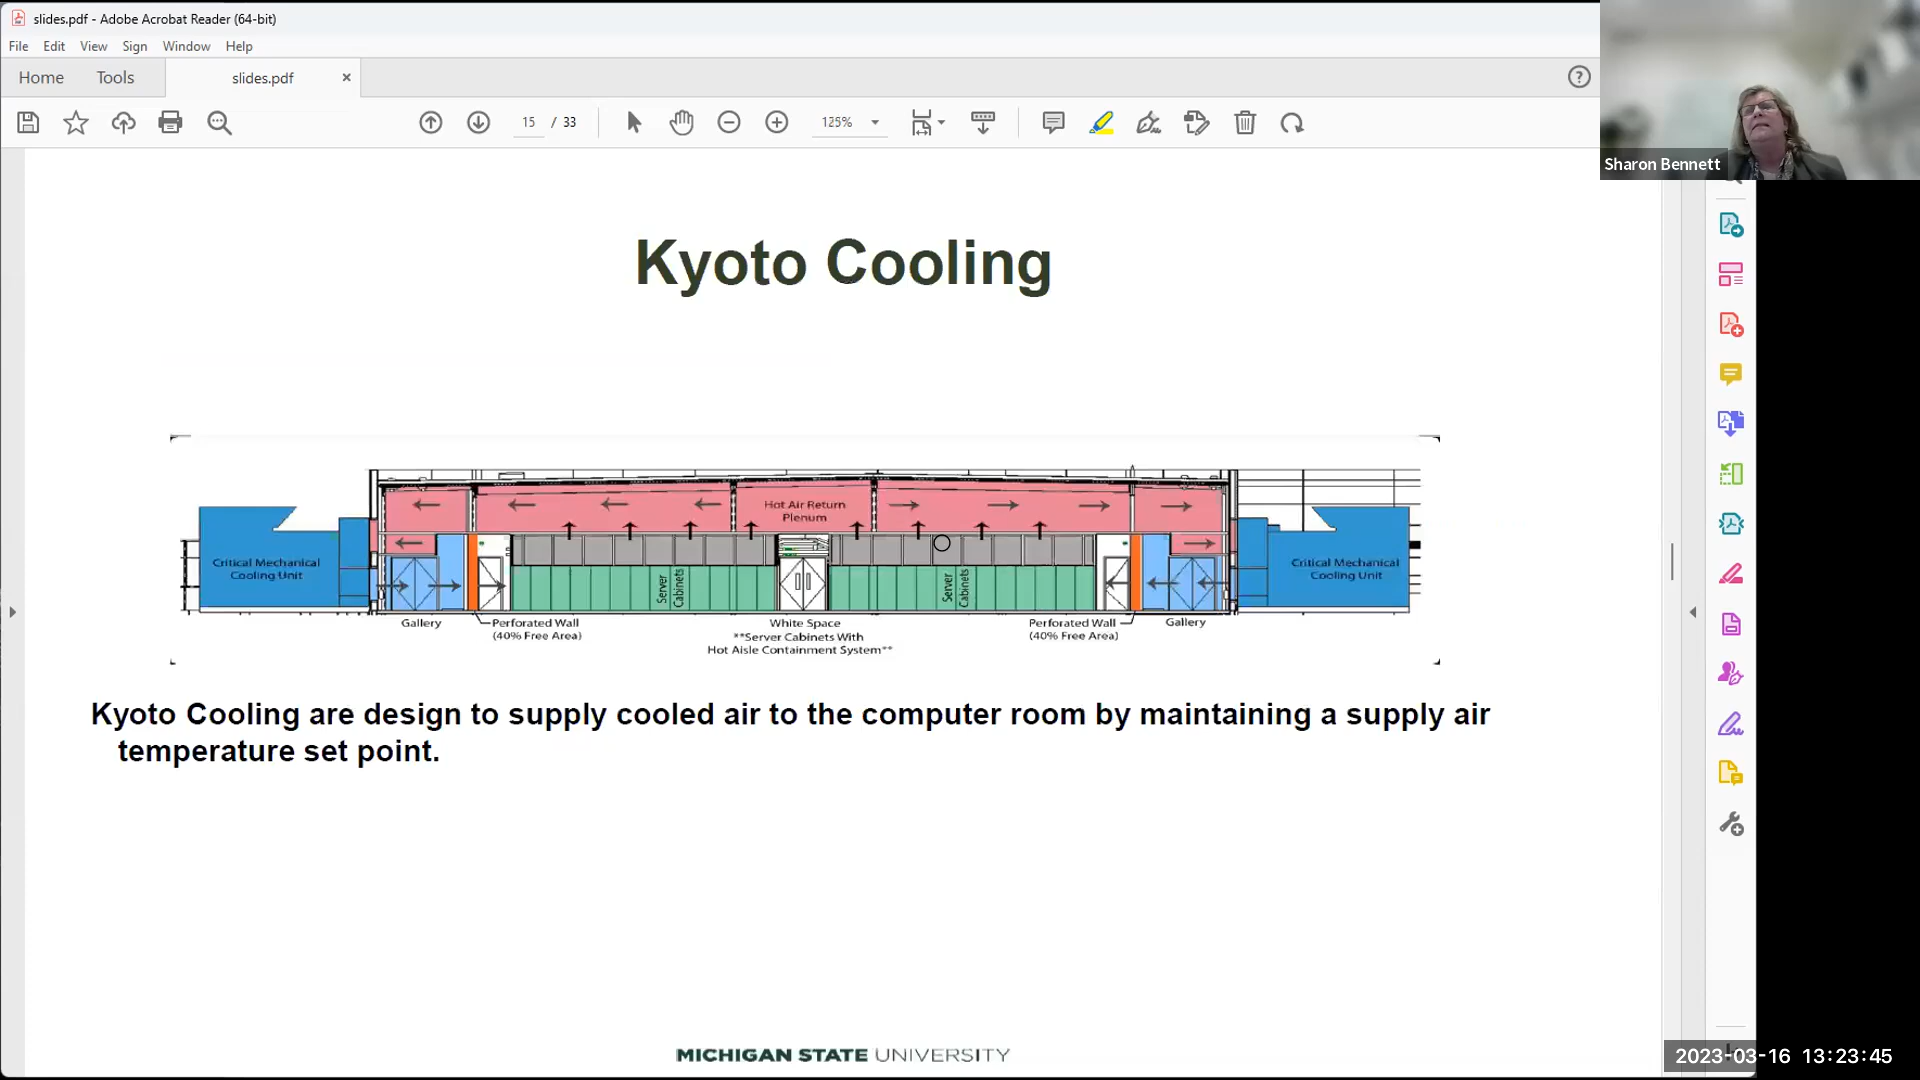 slides.pdf - Adobe Acrobat Reader (64-bit)
File Edit View Sign Window Help
Home Tools slides.pdf
15 / 33 125%
Sharon Bennett
Kyoto Cooling
Hot Air Return
Plenum
Critical Mechanical
Cooling Unit
Critical Mechanical
Cooling Unit
Server
Cabinets
Server
Cabinets
Gallery
Perforated Wall
(40% Free Area)
White Space
**Server Cabinets With
Hot Aisle Containment System**
Perforated Wall
(40% Free Area)
Gallery
Kyoto Cooling are design to supply cooled air to the computer room by maintaining a supply air
temperature set point.
MICHIGAN STATE UNIVERSITY
2023-03-16 13:23:45